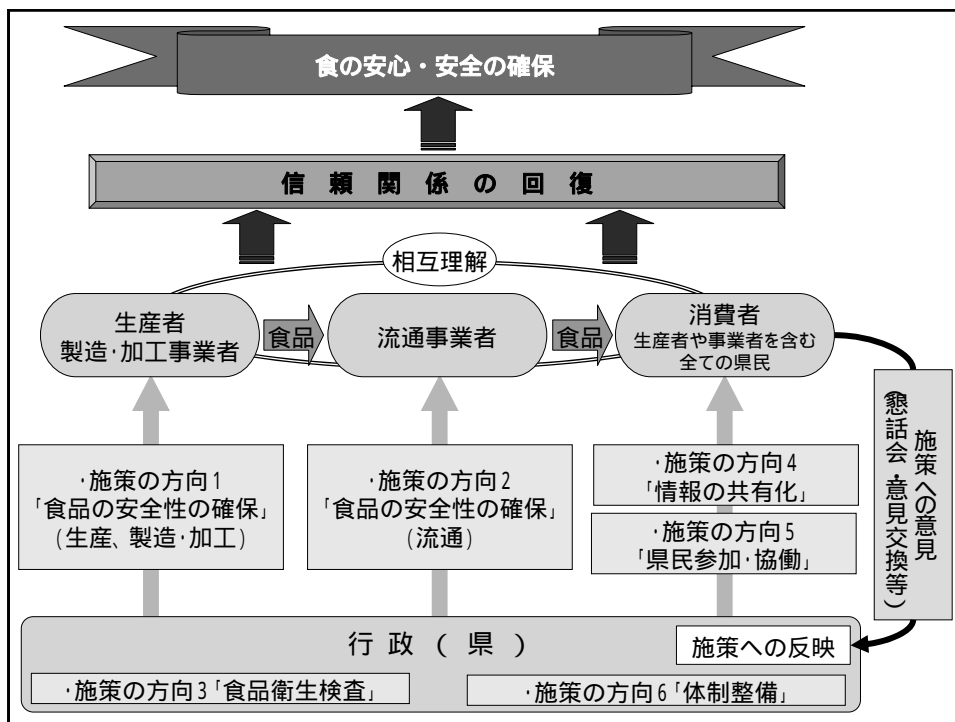 食の安心・安全の確保
信頼関係の回復
相互理解
生産者
製造・加工事業者
食品
流通事業者
食品
消費者
生産者や事業者を含む
全ての県民
・施策の方向1
「食品の安全性の確保」
(生産、製造・加工)
・施策の方向2
「食品の安全性の確保」
(流通)
・施策の方向4
「情報の共有化」
・施策の方向5
「県民参加・協働」
施策への意見
(懇話会・意見交換等)
行政(県)
施策への反映
・施策の方向3「食品衛生検査」
・施策の方向6「体制整備」